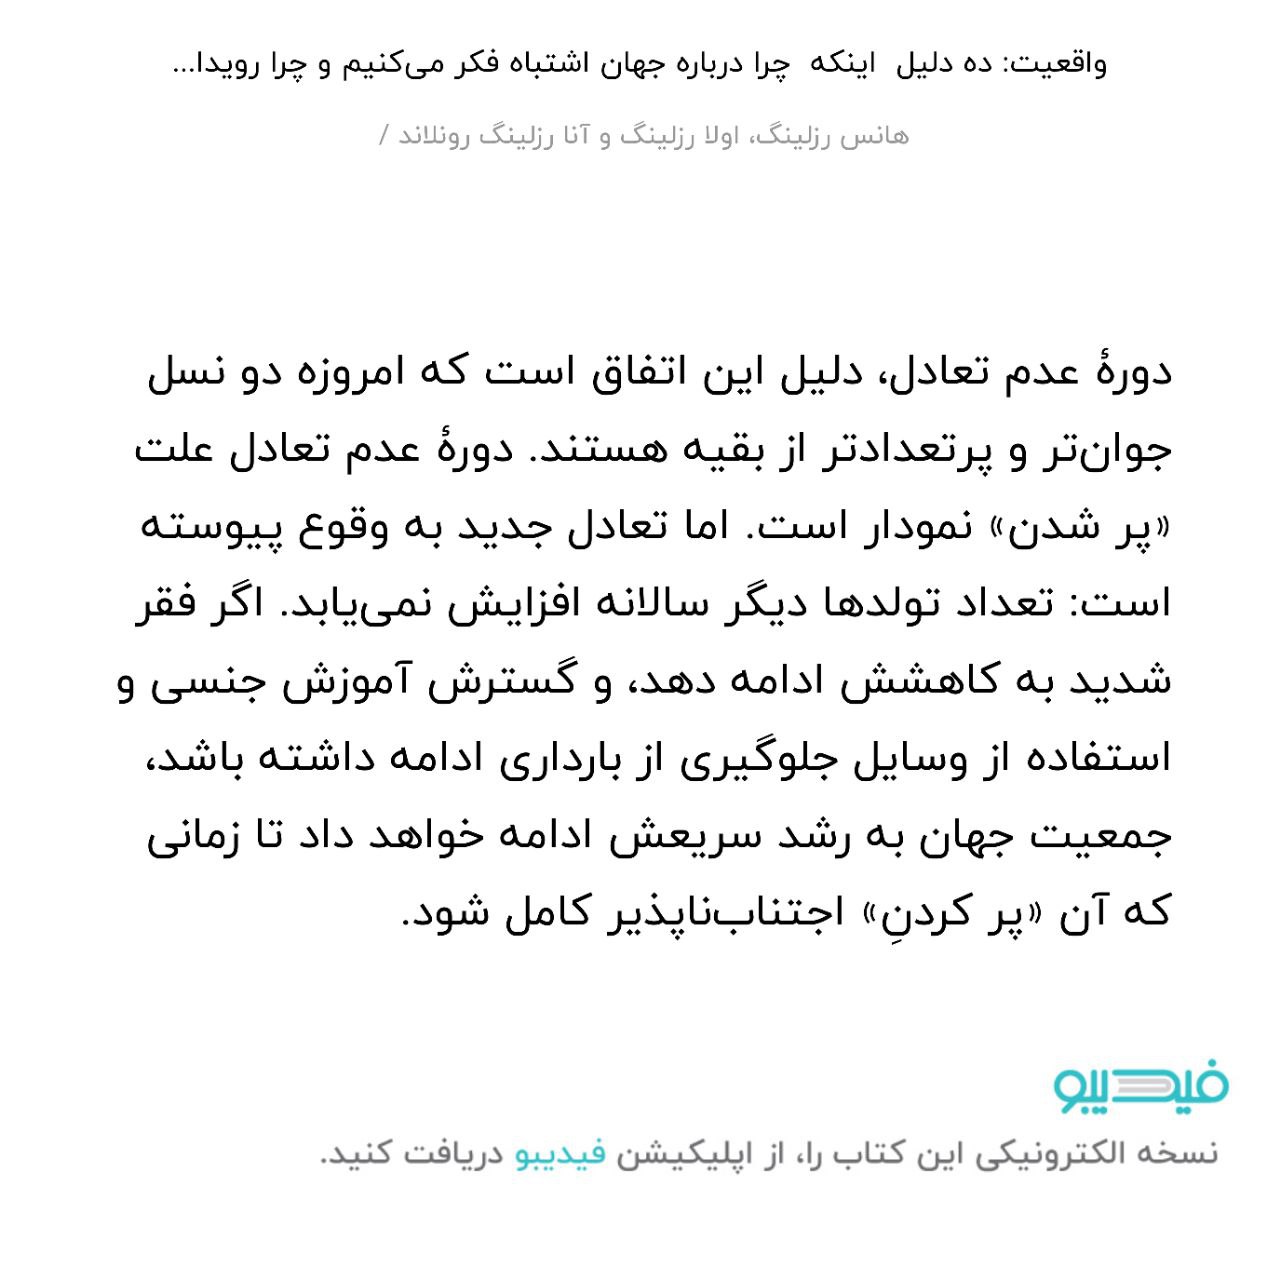 واقعیت: ده دلیل اینکه چرا درباره جهان اشتباه فکر می‌کنیم و چرا رویدا...
هانس رزلینگ، اولا رزلینگ و آنا رزلینگ رونلاند /
دورهٔ عدم تعادل، دلیل این اتفاق است که امروزه دو نسل
جوان‌تر و پرتعدادتر از بقیه هستند. دورهٔ عدم تعادل علت
«پر شدن» نمودار است. اما تعادل جدید به وقوع پیوسته
است: تعداد تولدها دیگر سالانه افزایش نمی‌یابد. اگر فقر
شدید به کاهشش ادامه دهد، و گسترش آموزش جنسی و
استفاده از وسایل جلوگیری از بارداری ادامه داشته باشد،
جمعیت جهان به رشد سریعش ادامه خواهد داد تا زمانی
که آن «پر کردنِ» اجتناب‌ناپذیر کامل شود.
فیدیبو
نسخه الکترونیکی این کتاب را، از اپلیکیشن فیدیبو دریافت کنید.